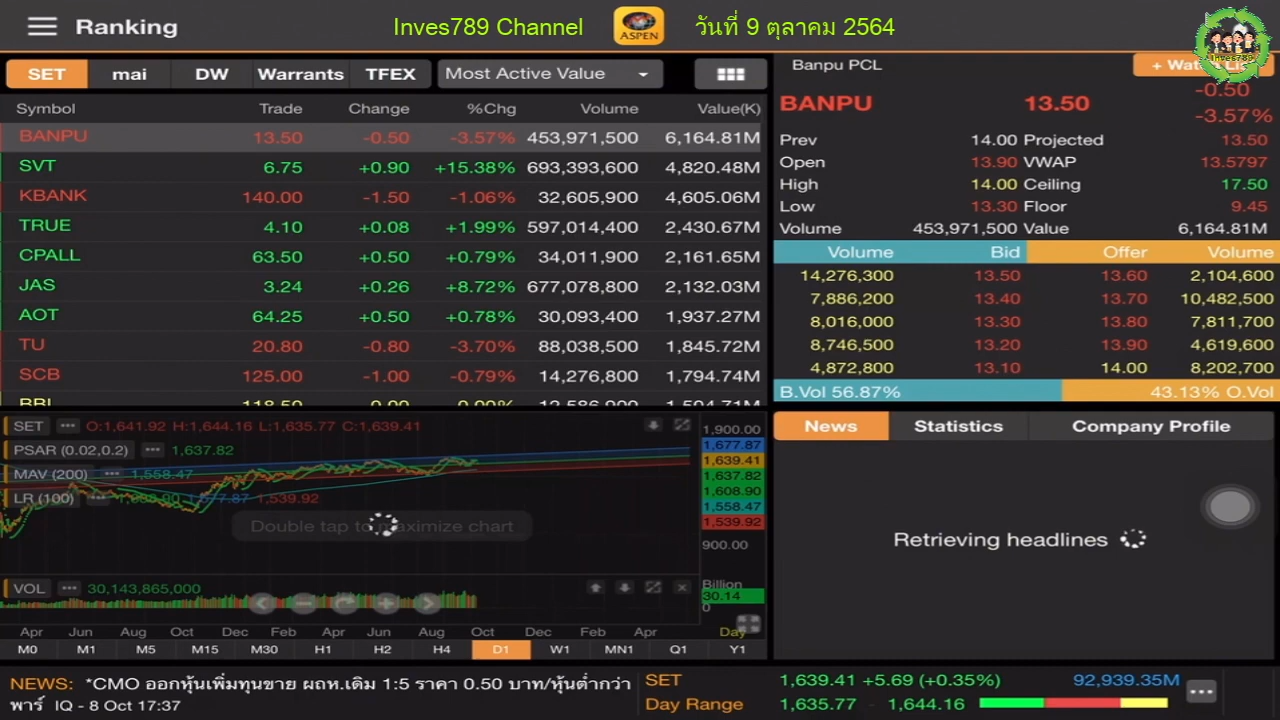 Ranking
Inves789 Channel
ASPEN
วันที่ 9 ตุลาคม 2564
Inves789
SET mai DW Warrants TFEX Most Active Value
Symbol Trade Change %Chg Volume Value(K)
BANPU 13.50 -0.50 -3.57% 453,971,500 6,164.81M
SVT 6.75 +0.90 +15.38% 693,393,600 4,820.48M
KBANK 140.00 -1.50 -1.06% 32,605,900 4,605.06M
TRUE 4.10 +0.08 +1.99% 597,014,400 2,430.67M
CPALL 63.50 +0.50 +0.79% 34,011,900 2,161.65M
JAS 3.24 +0.26 +8.72% 677,078,800 2,132.03M
AOT 64.25 +0.50 +0.78% 30,093,400 1,937.27M
TU 20.80 -0.80 -3.70% 88,038,500 1,845.72M
SCB 125.00 -1.00 -0.79% 14,276,800 1,794.74M
Banpu PCL
BANPU 13.50 -0.50
-3.57%
Prev 14.00 Projected 13.50
Open 13.90 VWAP 13.5797
High 14.00 Ceiling 17.50
Low 13.30 Floor 9.45
Volume 453,971,500 Value 6,164.81M
Volume Bid Offer Volume
14,276,300 13.50 13.60 2,104,600
7,886,200 13.40 13.70 10,482,500
8,016,000 13.30 13.80 7,811,700
8,746,500 13.20 13.90 4,619,600
4,872,800 13.10 14.00 8,202,700
B.Vol 56.87% 43.13% O.Vol
SET O:1,641.92 H:1,644.16 L:1,635.77 C:1,639.41
PSAR (0.02,0.2) 1,637.82
MAV (200) 1,558.47
LR (100) 1,677.87 1,539.92
Double tap to maximize chart
1,900.00
1,677.87
1,639.41
1,637.82
1,608.90
1,558.47
1,539.92
900.00
VOL 30,143,865,000
Billion
30.14
0
Apr Jun Aug Oct Dec Feb Apr Jun Aug Oct Dec Feb Apr Day
M0 M1 M5 M15 M30 H1 H2 H4 D1 W1 MN1 Q1 Y1
News Statistics Company Profile
Retrieving headlines
NEWS: *CMO ออกหุ้นเพิ่มทุนขาย ผถห.เดิม 1:5 ราคา 0.50 บาท/หุ้นต่ำกว่า
พาร์ IQ - 8 Oct 17:37
SET 1,639.41 +5.69 (+0.35%) 92,939.35M
Day Range 1,635.77 - 1,644.16